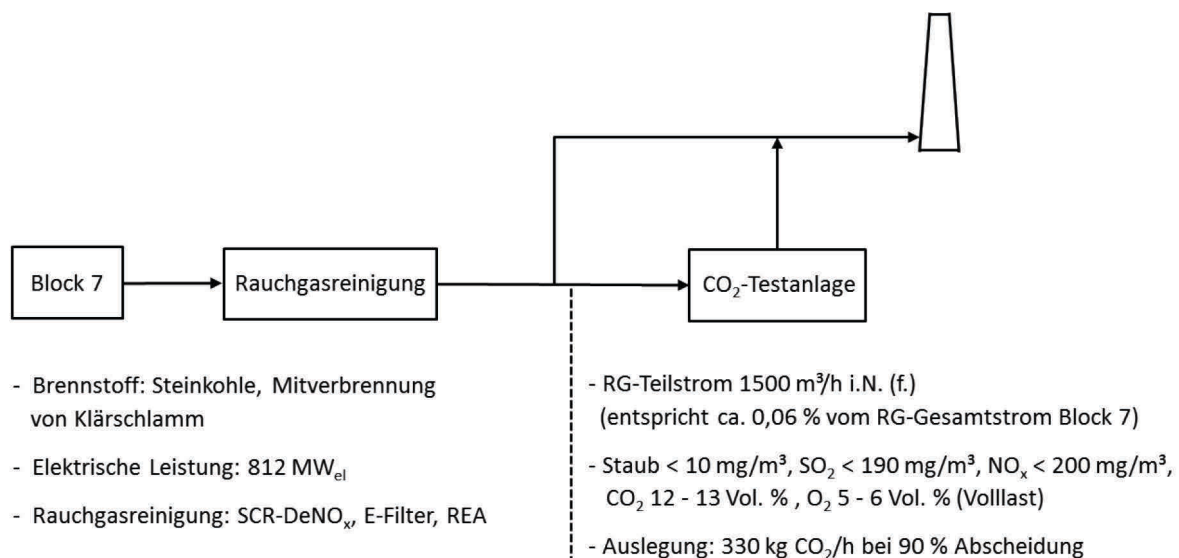 Block 7
Rauchgasreinigung
CO₂-Testanlage
- Brennstoff: Steinkohle, Mitverbrennung
von Klärschlamm
- Elektrische Leistung: 812 MWₑₗ
- Rauchgasreinigung: SCR-DeNOₓ, E-Filter, REA
- RG-Teilstrom 1500 m³/h i.N. (f.)
(entspricht ca. 0,06 % vom RG-Gesamtstrom Block 7)
- Staub < 10 mg/m³, SO₂ < 190 mg/m³, NOₓ < 200 mg/m³,
CO₂ 12 - 13 Vol. % , O₂ 5 - 6 Vol. % (Volllast)
- Auslegung: 330 kg CO₂/h bei 90 % Abscheidung